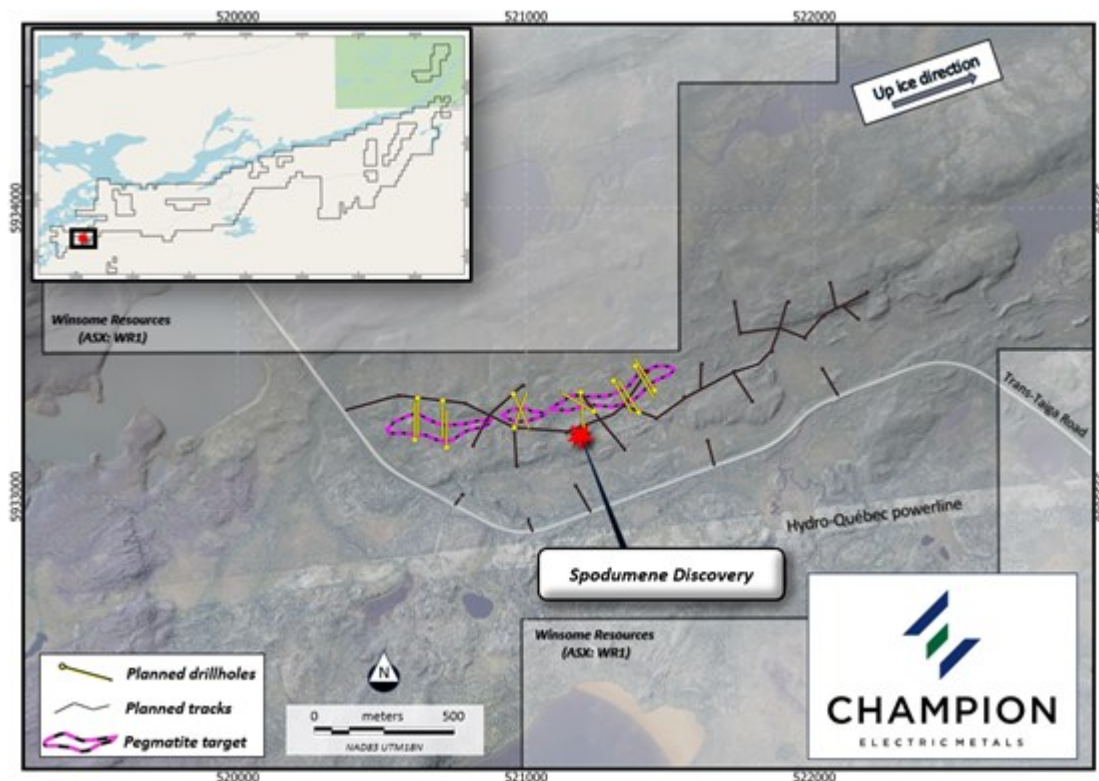 520000
521000
522000
Up ice direction
5934000
Winsome Resources
(ASX: WR1)
Trans-Taiga Road
5933000
Hydro-Québec powerline
Spodumene Discovery
Winsome Resources
(ASX: WR1)
Planned drillholes
Planned tracks
Pegmatite target
N
0 meters 500
NAD83 UTM18N
CHAMPION
ELECTRIC METALS
520000
521000
522000